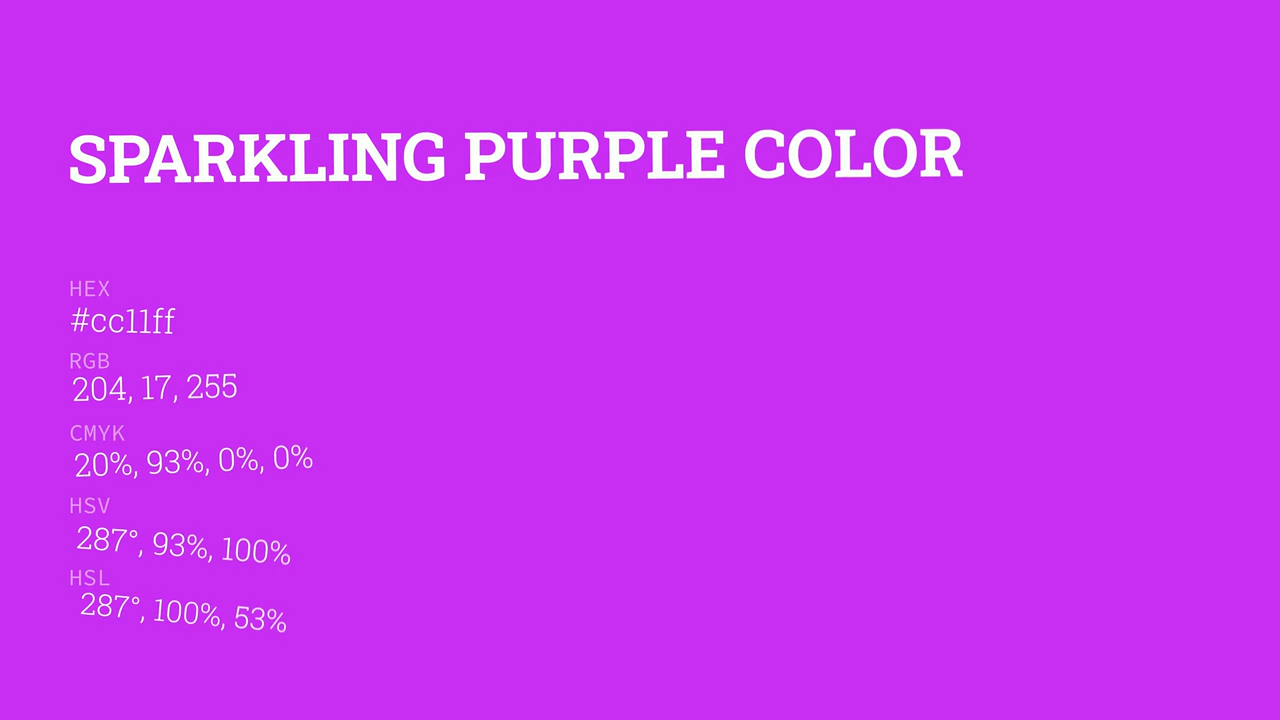 SPARKLING PURPLE COLOR
HEX
#cc11ff
RGB
204, 17, 255
CMYK
20%, 93%, 0%, 0%
HSV
287°, 93%, 100%
HSL
287°, 100%, 53%